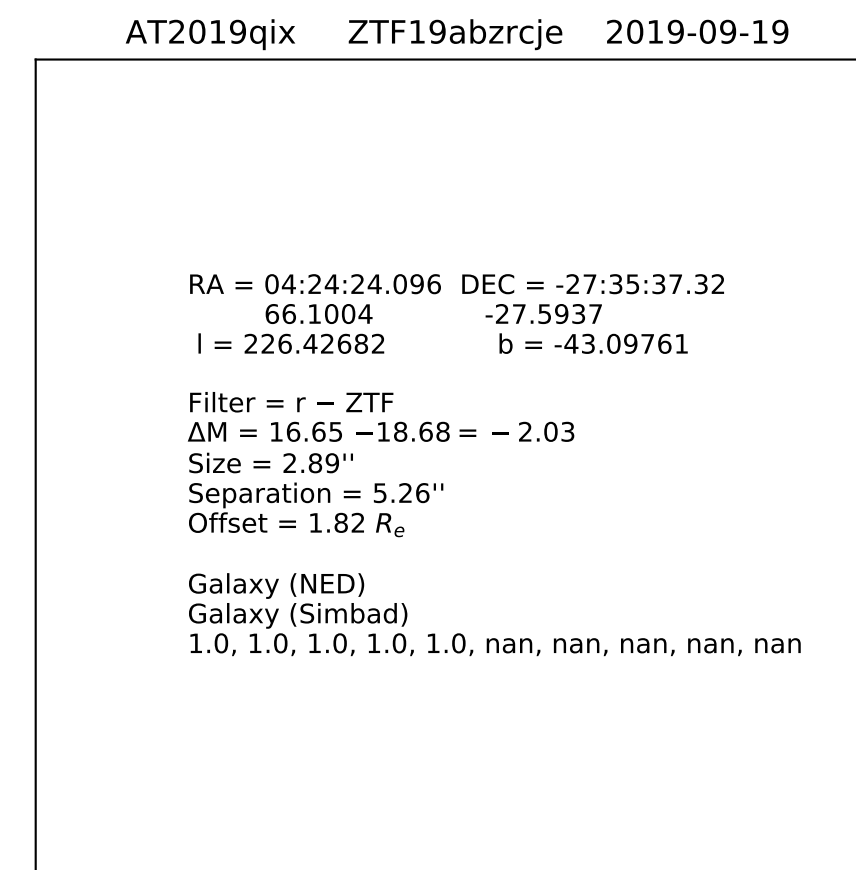 AT2019qix ZTF19abzrcje 2019-09-19
RA = 04:24:24.096 DEC = -27:35:37.32
66.1004 -27.5937
l = 226.42682 b = -43.09761
Filter = r − ZTF
ΔM = 16.65 −18.68 = − 2.03
Size = 2.89''
Separation = 5.26''
Offset = 1.82 Rₑ
Galaxy (NED)
Galaxy (Simbad)
1.0, 1.0, 1.0, 1.0, 1.0, nan, nan, nan, nan, nan